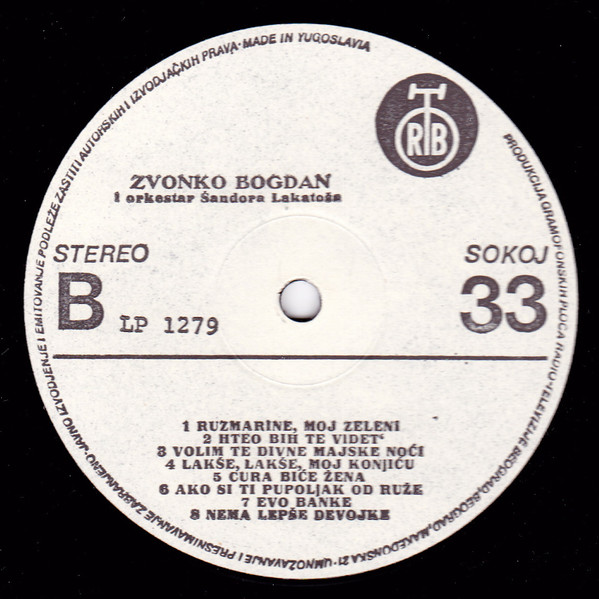 PRODUKCIJA GRAMOFONSKIH PLOČA RADIO-TELEVIZIJE BEOGRAD, BEOGRAD, MAKEDONSKA 21 · UMNOŽAVANJE I PRESNIMAVANJE ZABRANJENO · JAVNO IZVODJENJE I EMITOVANJE PODLEŽE ZAŠTITI AUTORSKIH I IZVODJAČKIH PRAVA · MADE IN YUGOSLAVIA
RTB
ZVONKO BOGDAN
i orkestar Šandora Lakatoša
STEREO
SOKOJ
B
LP 1279
33
1 RUZMARINE, MOJ ZELENI
2 HTEO BIH TE VIDET'
3 VOLIM TE DIVNE MAJSKE NOĆI
4 LAKŠE, LAKŠE, MOJ KONJIĆU
5 CURA BIĆE ŽENA
6 AKO SI TI PUPOLJAK OD RUŽE
7 EVO BANKE
8 NEMA LEPŠE DEVOJKE